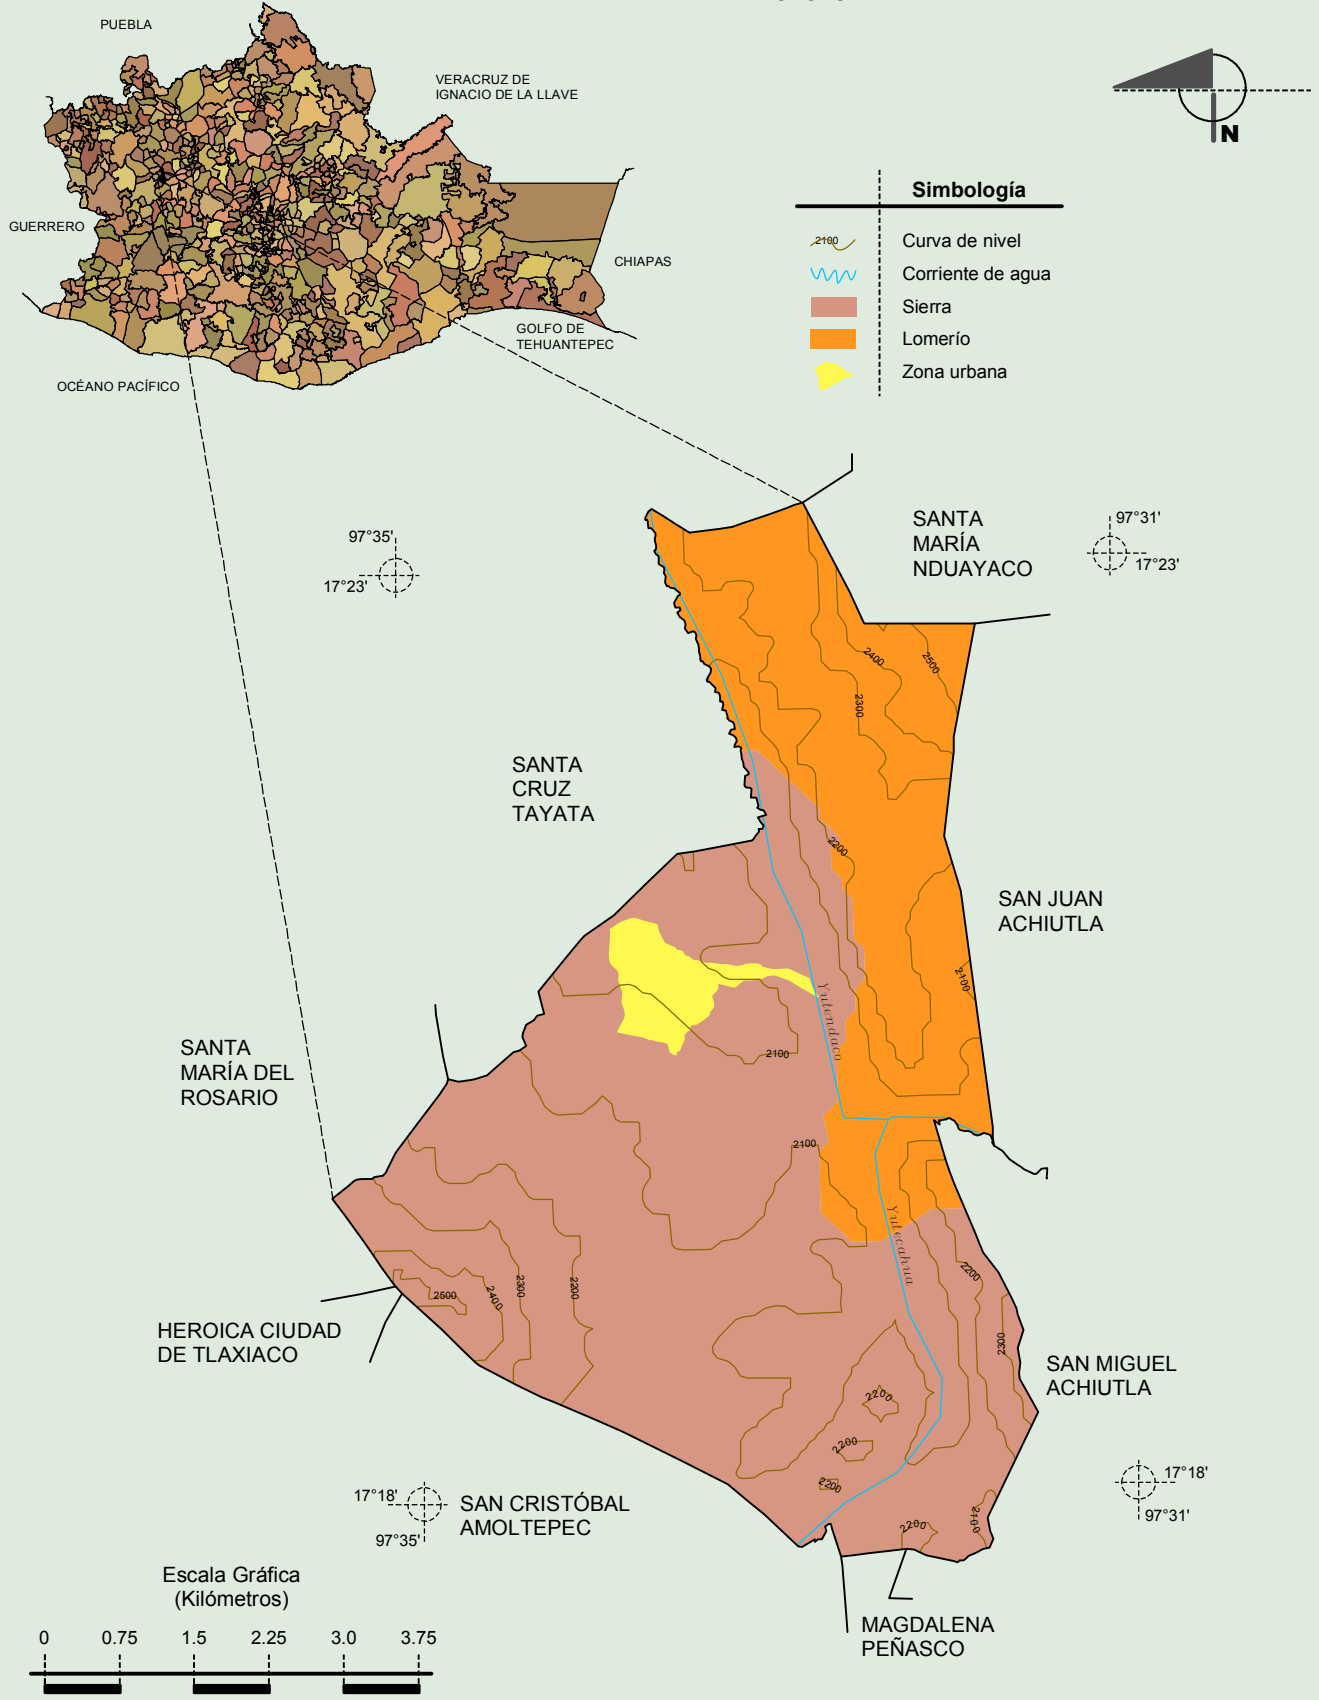 PUEBLA
VERACRUZ DE
IGNACIO DE LA LLAVE
GUERRERO
CHIAPAS
GOLFO DE
TEHUANTEPEC
OCÉANO PACÍFICO
N
Simbología
2100
Curva de nivel
Corriente de agua
Sierra
Lomerío
Zona urbana
97°35'
17°23'
SANTA
MARÍA
NDUAYACO
97°31'
17°23'
2400
2500
2300
SANTA
CRUZ
TAYATA
2200
SAN JUAN
ACHIUTLA
2100
Yutendaco
2100
SANTA
MARÍA DEL
ROSARIO
2100
Yutecahua
2200
2500
2400
2300
2200
2300
HEROICA CIUDAD
DE TLAXIACO
SAN MIGUEL
ACHIUTLA
2200
2200
2200
2200
2100
17°18'
97°35'
SAN CRISTÓBAL
AMOLTEPEC
17°18'
97°31'
MAGDALENA
PEÑASCO
Escala Gráfica
(Kilómetros)
0 0.75 1.5 2.25 3.0 3.75